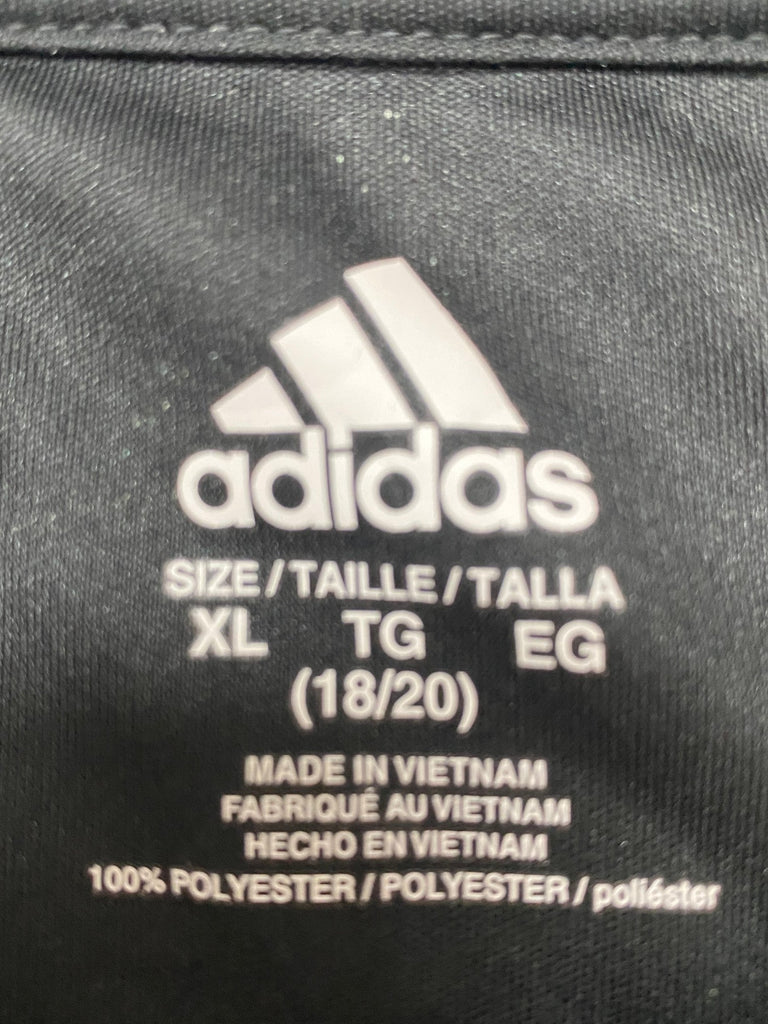 adidas
SIZE / TAILLE / TALLA
XL TG EG
(18/20)
MADE IN VIETNAM
FABRIQUÉ AU VIETNAM
HECHO EN VIETNAM
100% POLYESTER / POLYESTER / poliéster